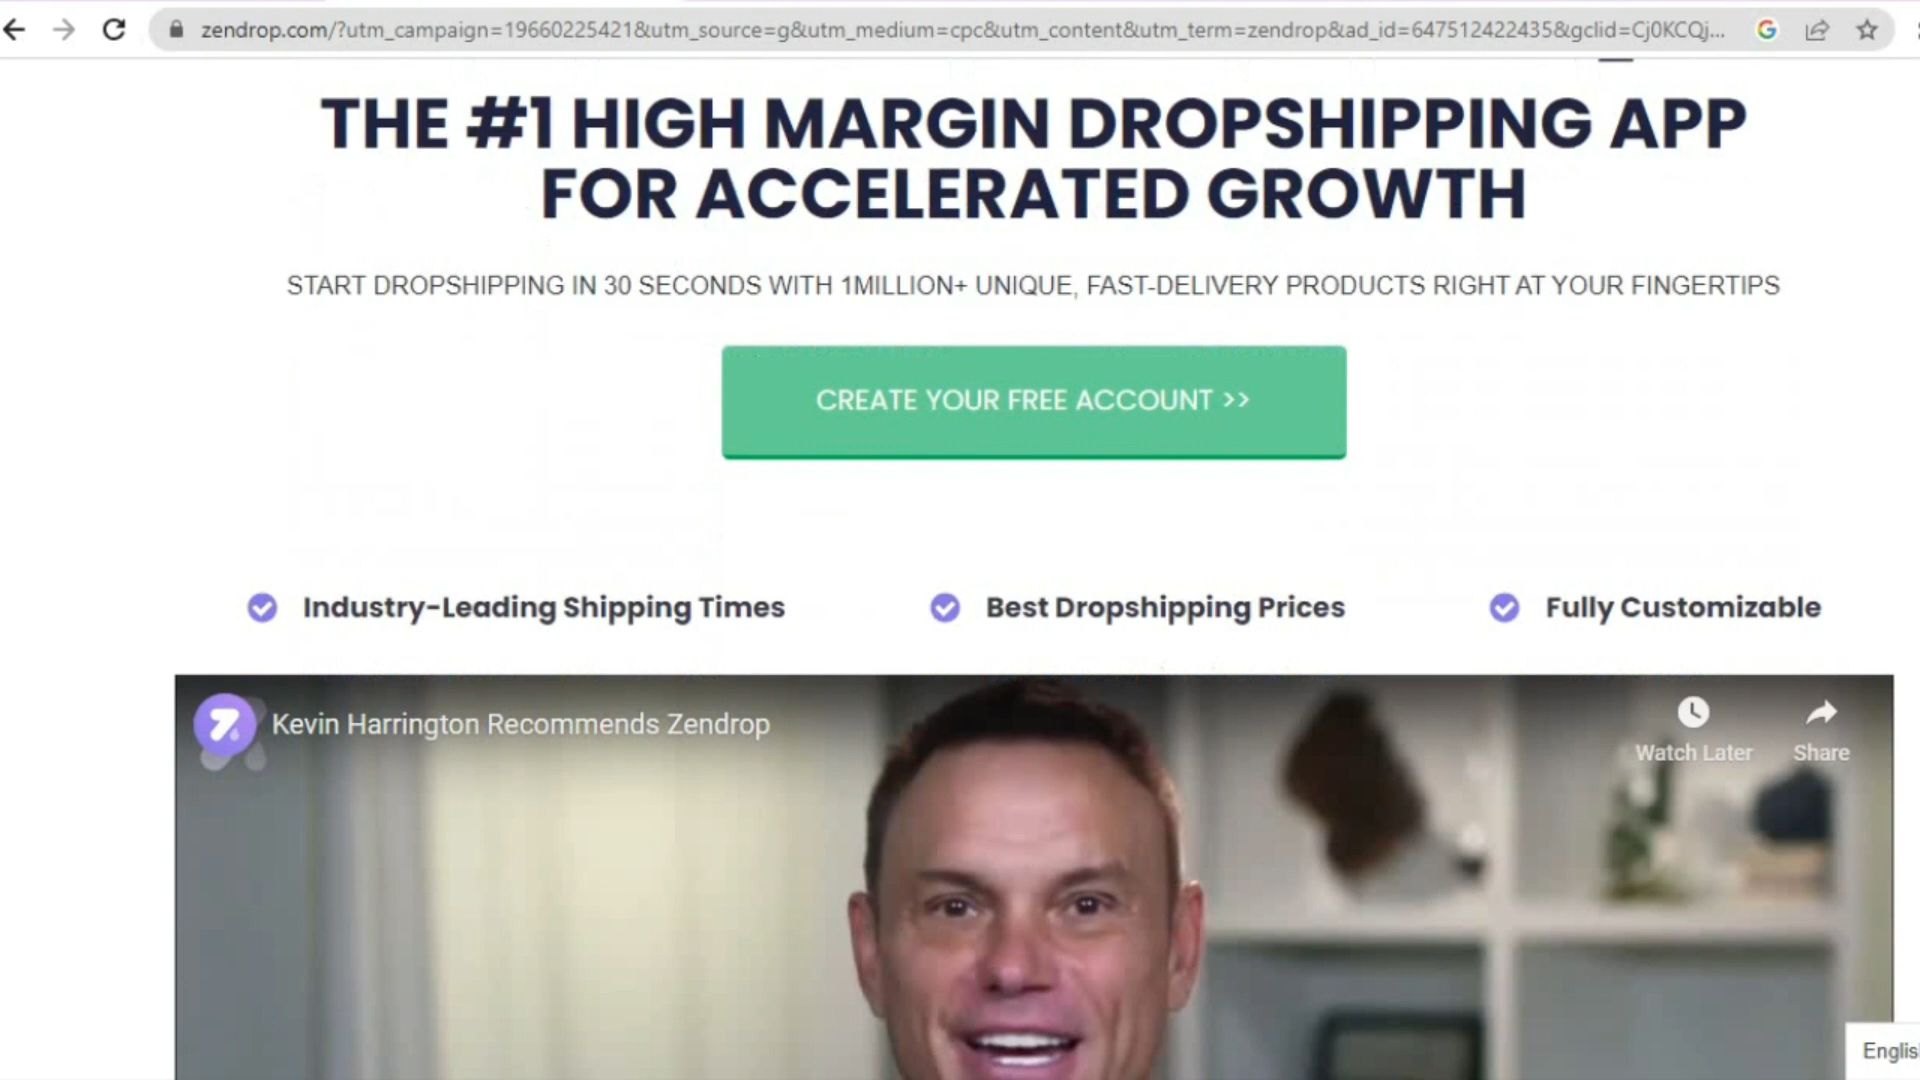 zendrop.com/?utm_campaign=19660225421&utm_source=g&utm_medium=cpc&utm_content&utm_term=zendrop&ad_id=647512422435&gclid=Cj0KCQj...
THE #1 HIGH MARGIN DROPSHIPPING APP
FOR ACCELERATED GROWTH
START DROPSHIPPING IN 30 SECONDS WITH 1MILLION+ UNIQUE, FAST-DELIVERY PRODUCTS RIGHT AT YOUR FINGERTIPS
CREATE YOUR FREE ACCOUNT >>
Industry-Leading Shipping Times
Best Dropshipping Prices
Fully Customizable
Kevin Harrington Recommends Zendrop
Watch Later
Share
Englis